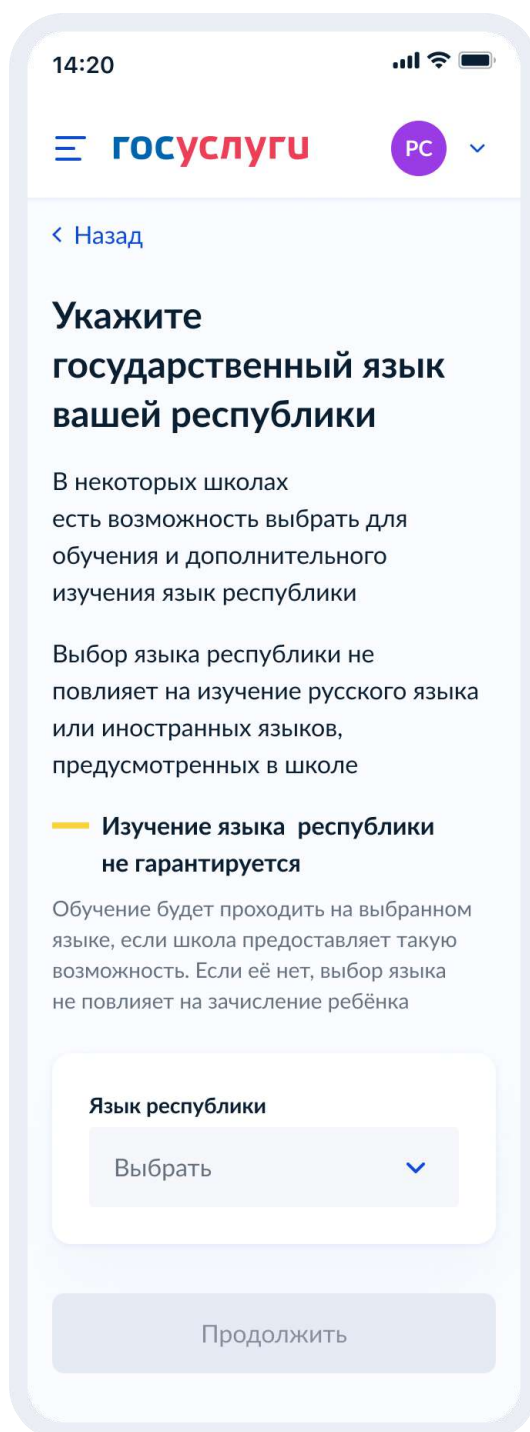 14:20
госуслуги
РС
Назад
Укажите
государственный язык
вашей республики
В некоторых школах
есть возможность выбрать для
обучения и дополнительного
изучения язык республики
Выбор языка республики не
повлияет на изучение русского языка
или иностранных языков,
предусмотренных в школе
Изучение языка республики
не гарантируется
Обучение будет проходить на выбранном
языке, если школа предоставляет такую
возможность. Если её нет, выбор языка
не повлияет на зачисление ребёнка
Язык республики
Выбрать
Продолжить